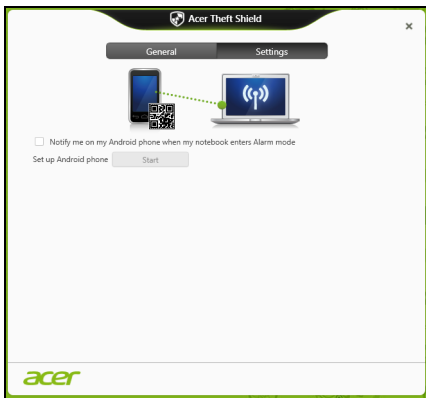 Acer Theft Shield
General Settings
Notify me on my Android phone when my notebook enters Alarm mode
Set up Android phone Start
acer